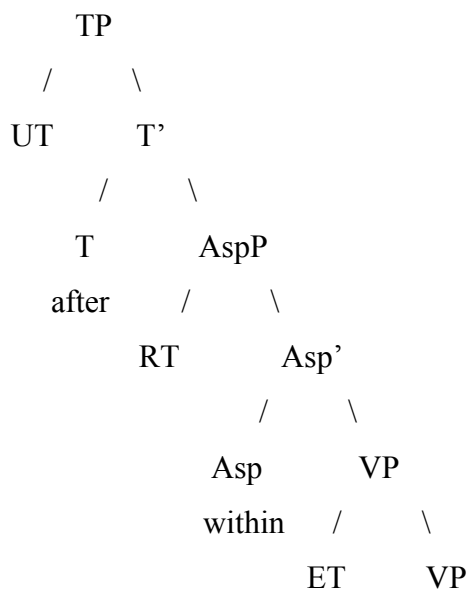 TP
/ \
UT T’
/ \
T AspP
after / \
RT Asp’
/ \
Asp VP
within / \
ET VP